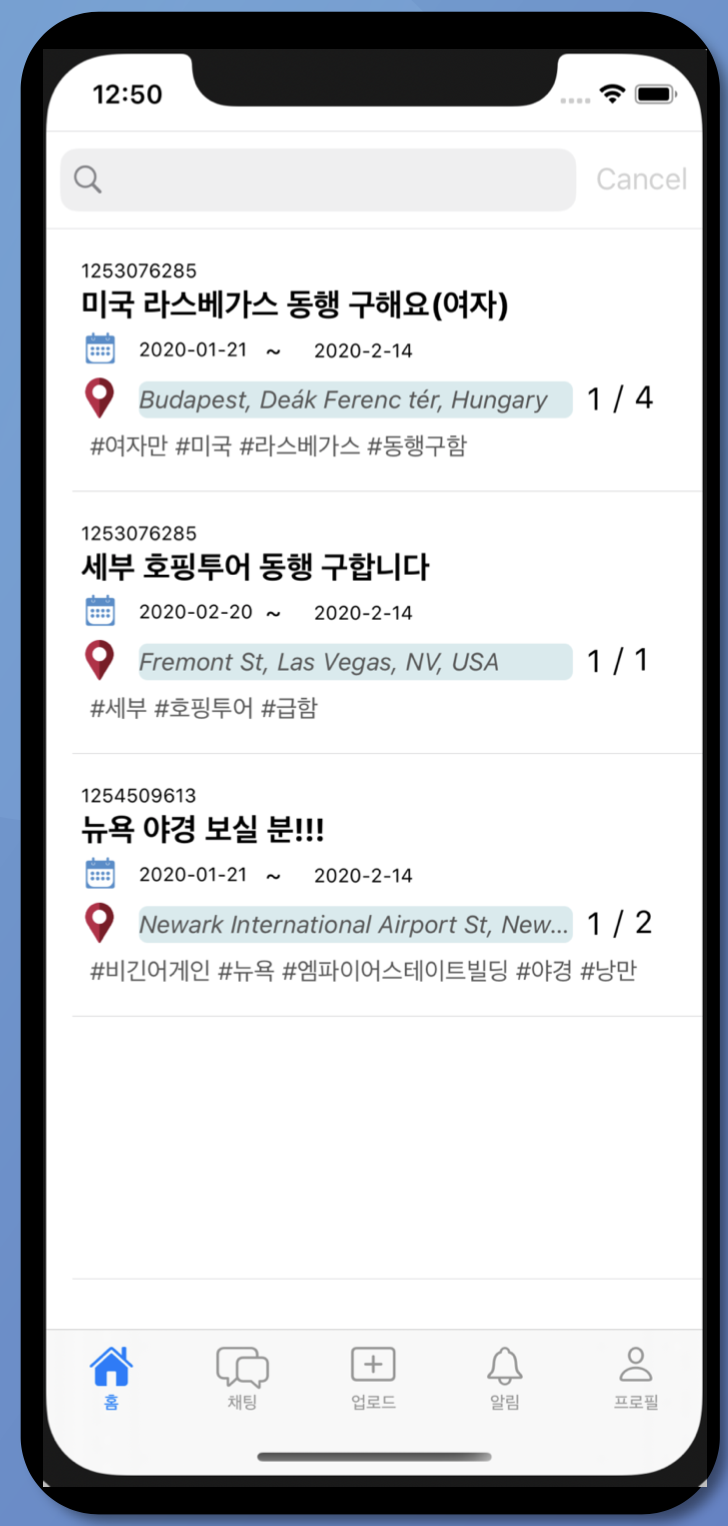 12:50
Cancel
1253076285
미국 라스베가스 동행 구해요(여자)
2020-01-21 ~ 2020-2-14
Budapest, Deák Ferenc tér, Hungary 1 / 4
#여자만 #미국 #라스베가스 #동행구함
1253076285
세부 호핑투어 동행 구합니다
2020-02-20 ~ 2020-2-14
Fremont St, Las Vegas, NV, USA 1 / 1
#세부 #호핑투어 #급함
1254509613
뉴욕 야경 보실 분!!!
2020-01-21 ~ 2020-2-14
Newark International Airport St, New... 1 / 2
#비긴어게인 #뉴욕 #엠파이어스테이트빌딩 #야경 #낭만
홈 채팅 업로드 알림 프로필